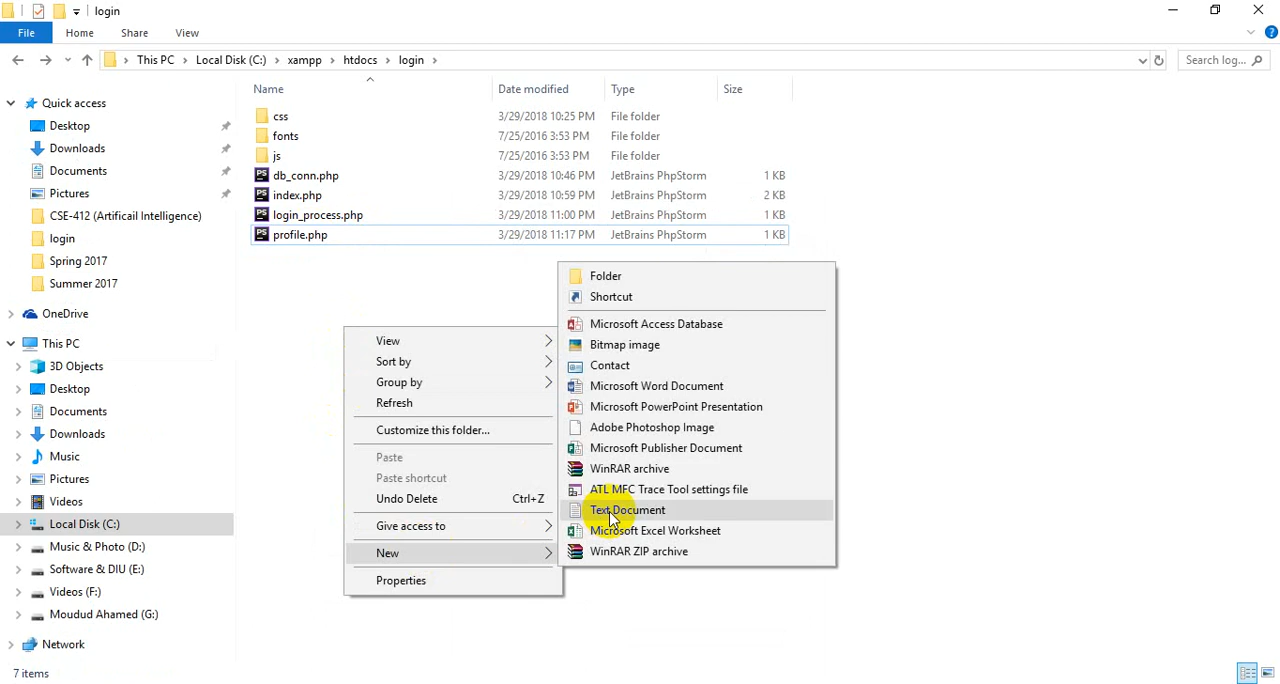 login
File
Home
Share
View
This PC
Local Disk (C:)
xampp
htdocs
login
Search log...
Quick access
Desktop
Downloads
Documents
Pictures
CSE-412 (Artificail Intelligence)
login
Spring 2017
Summer 2017
OneDrive
This PC
3D Objects
Desktop
Documents
Downloads
Music
Pictures
Videos
Local Disk (C:)
Music & Photo (D:)
Software & DIU (E:)
Videos (F:)
Moudud Ahamed (G:)
Network
Name Date modified Type Size
css 3/29/2018 10:25 PM File folder
fonts 7/25/2016 3:53 PM File folder
js 7/25/2016 3:53 PM File folder
PS db_conn.php 3/29/2018 10:46 PM JetBrains PhpStorm 1 KB
PS index.php 3/29/2018 10:59 PM JetBrains PhpStorm 2 KB
PS login_process.php 3/29/2018 11:00 PM JetBrains PhpStorm 1 KB
PS profile.php 3/29/2018 11:17 PM JetBrains PhpStorm 1 KB
View
Sort by
Group by
Refresh
Customize this folder...
Paste
Paste shortcut
Undo Delete Ctrl+Z
Give access to
New
Properties
Folder
Shortcut
Microsoft Access Database
Bitmap image
Contact
Microsoft Word Document
Microsoft PowerPoint Presentation
Adobe Photoshop Image
Microsoft Publisher Document
WinRAR archive
ATL MFC Trace Tool settings file
Text Document
Microsoft Excel Worksheet
WinRAR ZIP archive
7 items